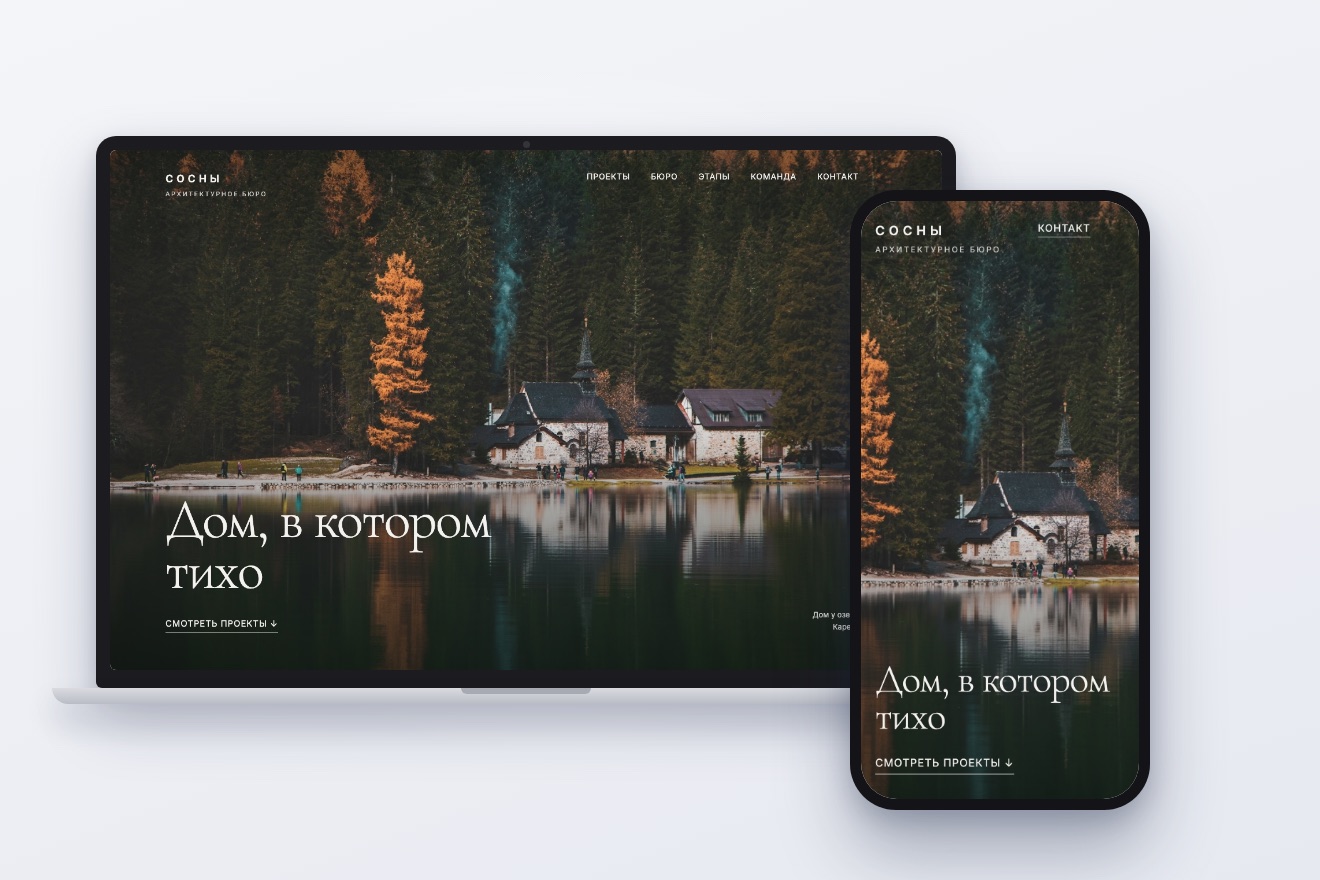 СОСНЫ
АРХИТЕКТУРНОЕ БЮРО
ПРОЕКТЫ БЮРО ЭТАПЫ КОМАНДА КОНТАКТ
Дом, в котором
тихо
СМОТРЕТЬ ПРОЕКТЫ ↓
Дом у
СОСНЫ
АРХИТЕКТУРНОЕ БЮРО
КОНТАКТ
Дом, в котором
тихо
СМОТРЕТЬ ПРОЕКТЫ ↓